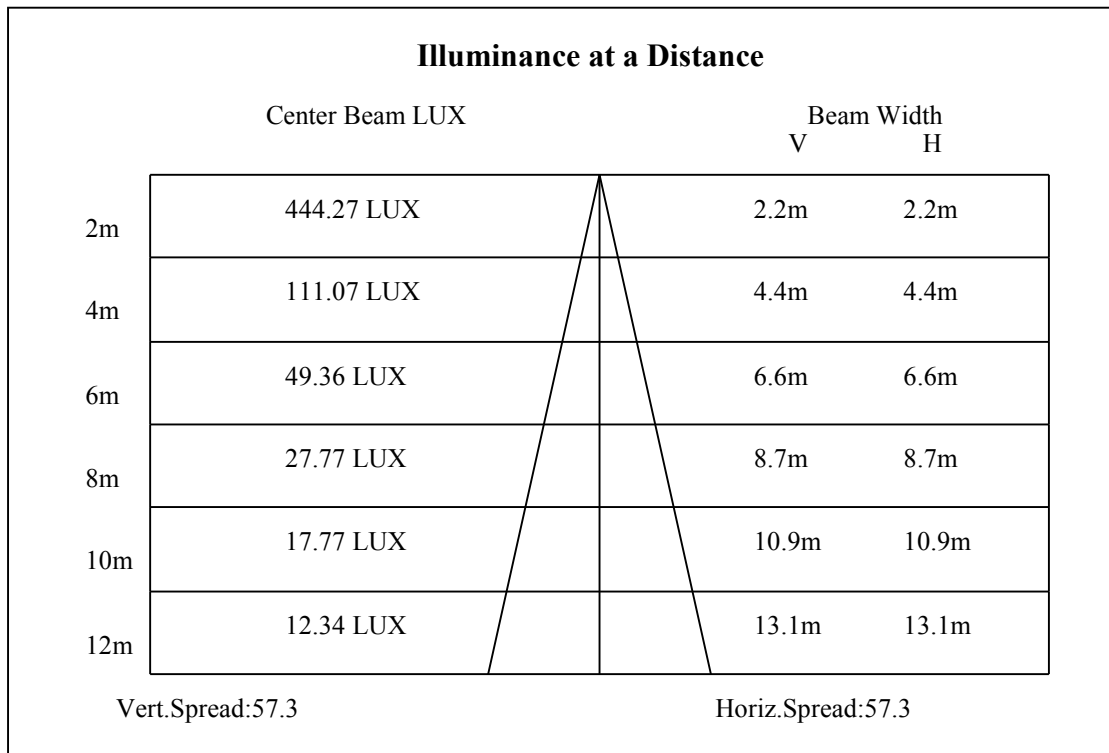 Illuminance at a Distance
Center Beam LUX Beam Width
V H
2m 444.27 LUX 2.2m 2.2m
4m 111.07 LUX 4.4m 4.4m
6m 49.36 LUX 6.6m 6.6m
8m 27.77 LUX 8.7m 8.7m
10m 17.77 LUX 10.9m 10.9m
12m 12.34 LUX 13.1m 13.1m
Vert.Spread:57.3 Horiz.Spread:57.3